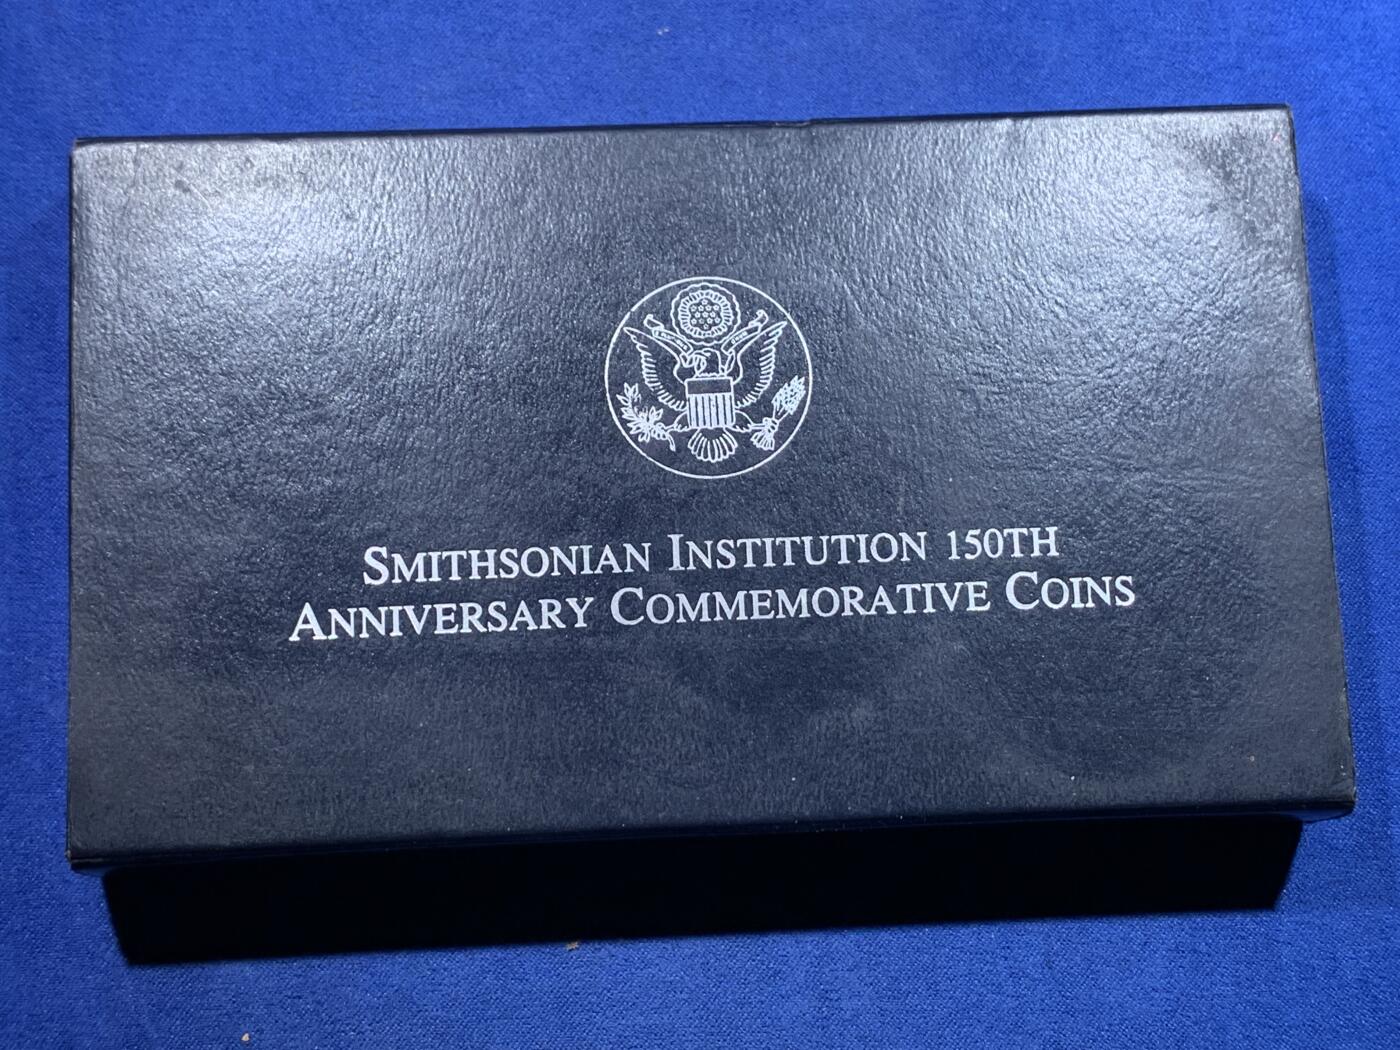 SMITHSONIAN INSTITUTION 150TH
ANNIVERSARY COMMEMORATIVE COINS